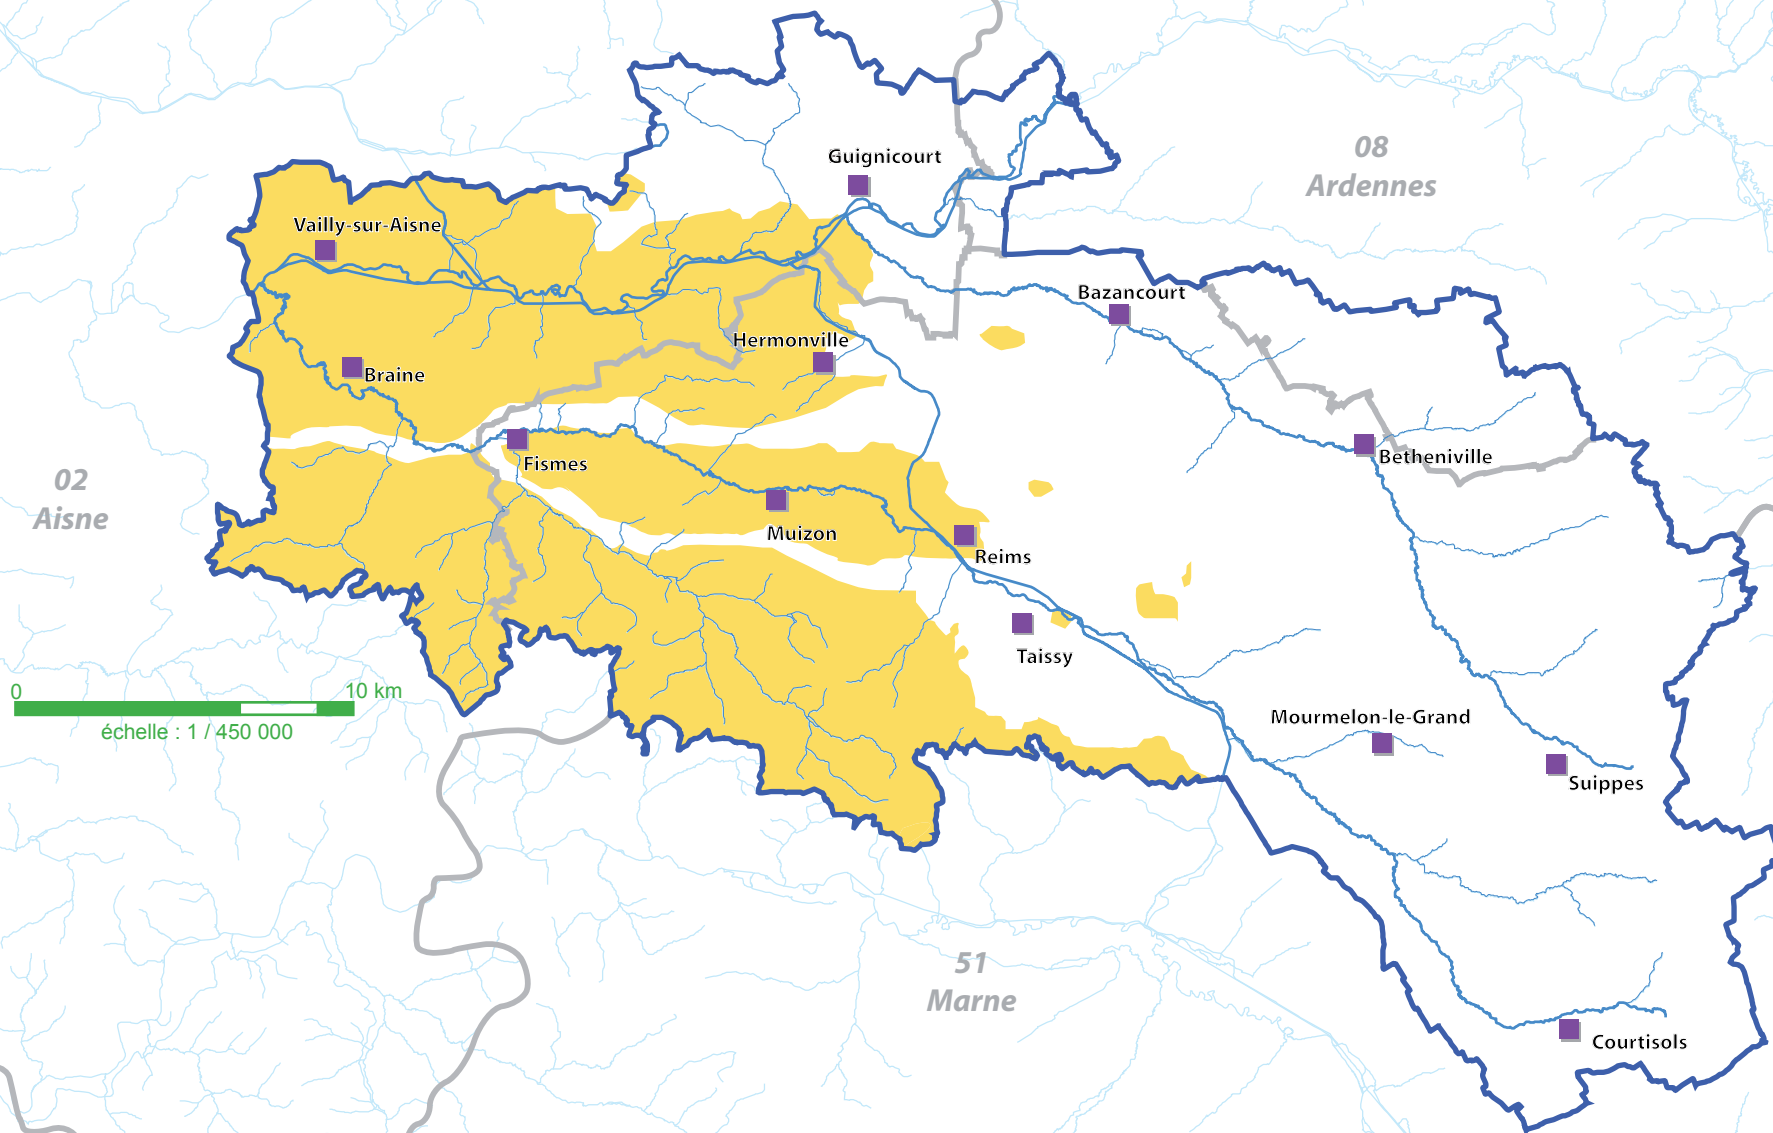 Guignicourt
08
Ardennes
Vailly-sur-Aisne
Bazancourt
Hermonville
Braine
Betheniville
Fismes
02
Aisne
Muizon
Reims
Taissy
0
10 km
échelle : 1 / 450 000
Mourmelon-le-Grand
Suippes
51
Marne
Courtisols